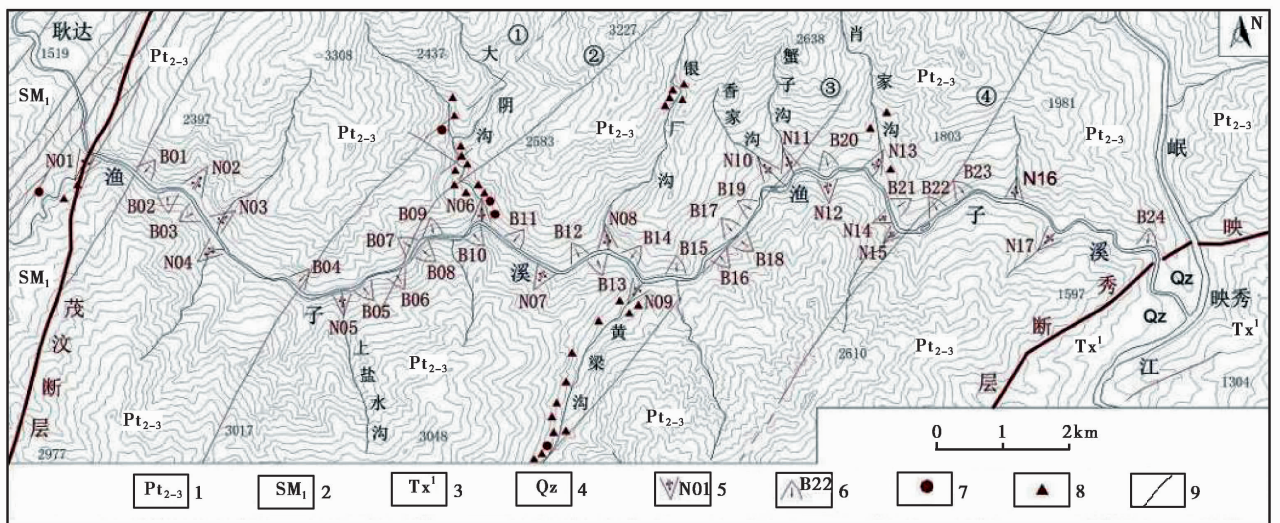 耿达
1519
3308
2437
大阴沟
①
②
3227
银厂沟
2638
蟹子沟
香家沟
③
肖家沟
Pt₂₋₃
④
1981
1803
岷江
N
Pt₂₋₃
SM₁
2397
Pt₂₋₃
2583
Pt₂₋₃
Pt₂₋₃
Pt₂₋₃
N01
B01
N02
B02
B03
N03
N04
B04
N05
B05
B06
B07
B08
B09
N06
B10
B11
N07
B12
N08
B13
B14
N09
B15
B16
B17
B18
B19
N10
N11
B20
N12
N13
N14
N15
B21
B22
B23
N16
N17
B24
渔子溪
渔子溪
SM₁
茂汶断层
上盐水沟
黄梁沟
映秀断层
1597
Qz
Qz
映秀
Tx¹
Tx¹
1304
2610
Pt₂₋₃
Pt₂₋₃
Pt₂₋₃
Pt₂₋₃
3017
3048
2977
0 1 2km
Pt₂₋₃ 1 SM₁ 2 Tx¹ 3 Qz 4 N01 5 B22 6 7 8 9